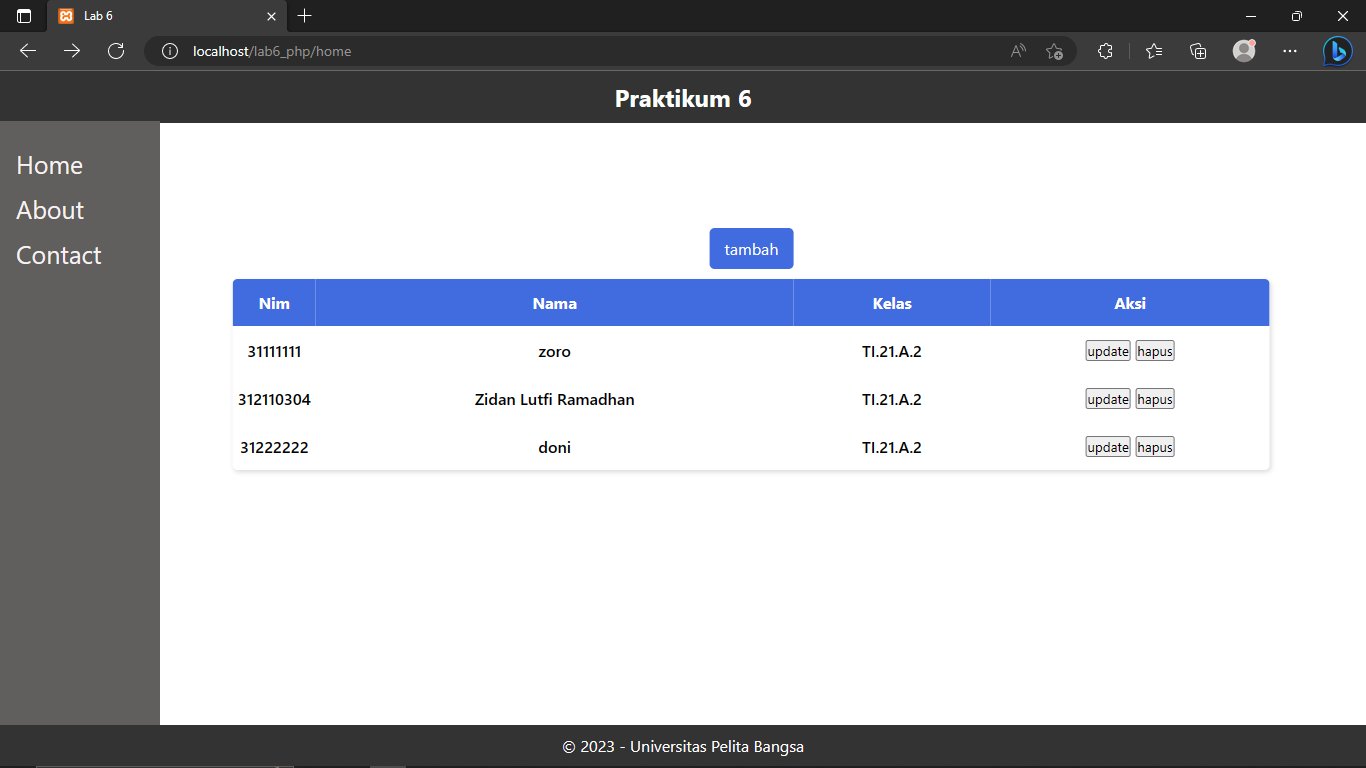 Lab 6
localhost/lab6_php/home
Praktikum 6
Home
About
Contact
tambah
Nim Nama Kelas Aksi
31111111 zoro TI.21.A.2 update hapus
312110304 Zidan Lutfi Ramadhan TI.21.A.2 update hapus
31222222 doni TI.21.A.2 update hapus
© 2023 - Universitas Pelita Bangsa